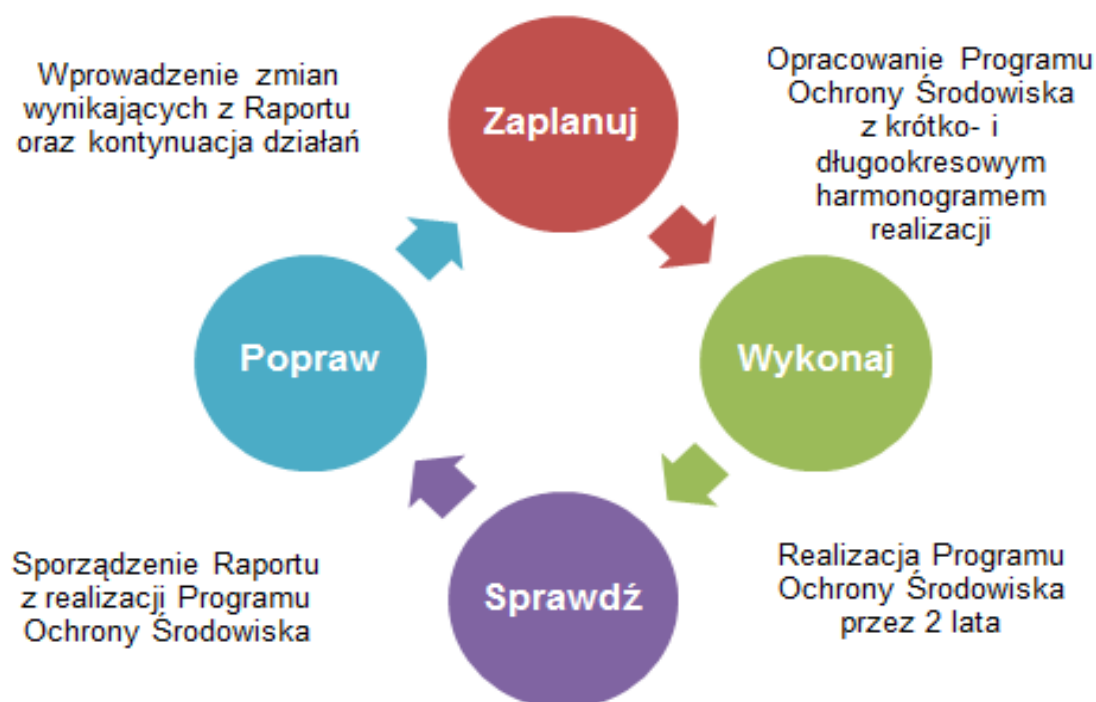 Zaplanuj
Opracowanie Programu
Ochrony Środowiska
z krótko- i
długookresowym
harmonogramem
realizacji
Wykonaj
Realizacja Programu
Ochrony Środowiska
przez 2 lata
Sprawdź
Sporządzenie Raportu
z realizacji Programu
Ochrony Środowiska
Popraw
Wprowadzenie zmian
wynikających z Raportu
oraz kontynuacja działań